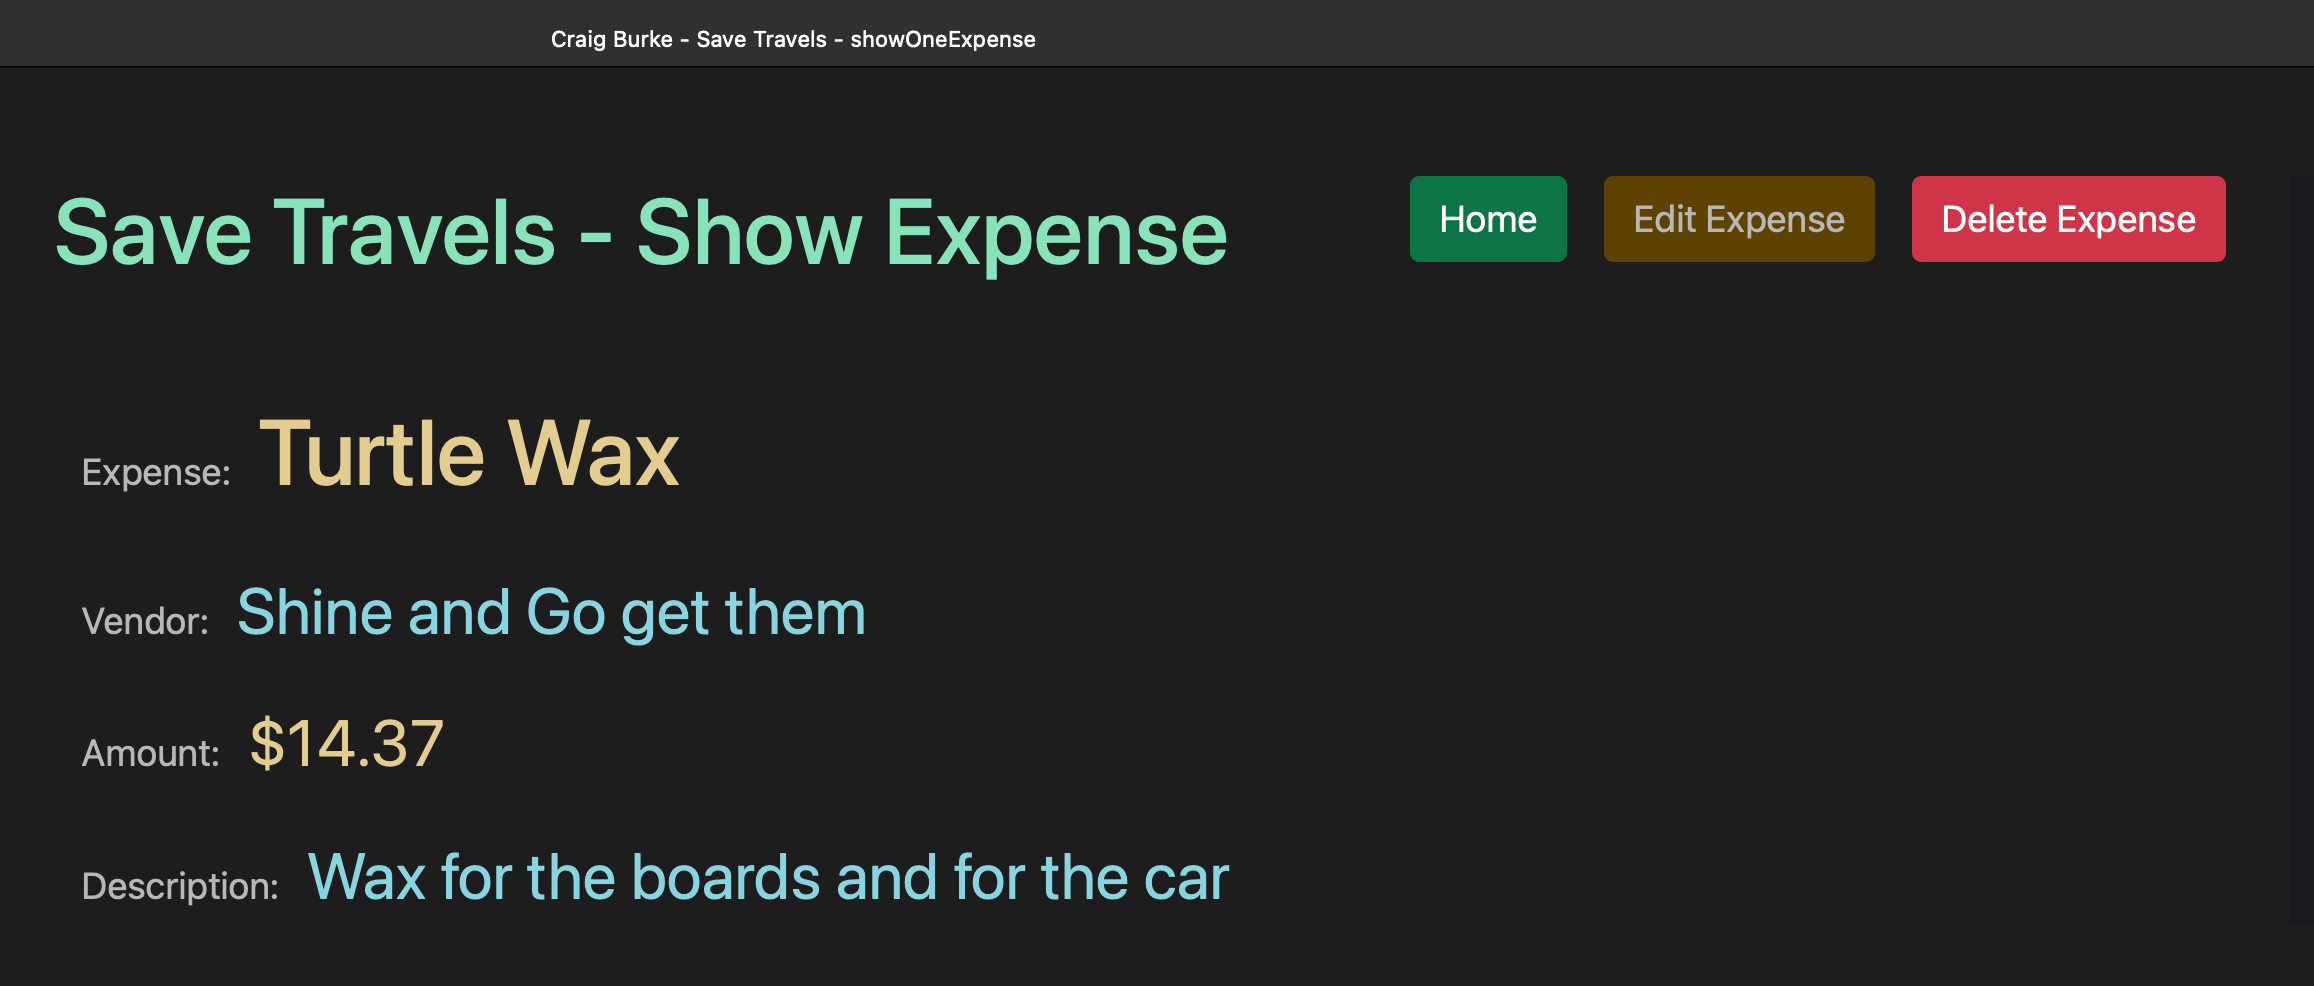 Craig Burke - Save Travels - showOneExpense
Save Travels - Show Expense
Home
Edit Expense
Delete Expense
Expense: Turtle Wax
Vendor: Shine and Go get them
Amount: $14.37
Description: Wax for the boards and for the car